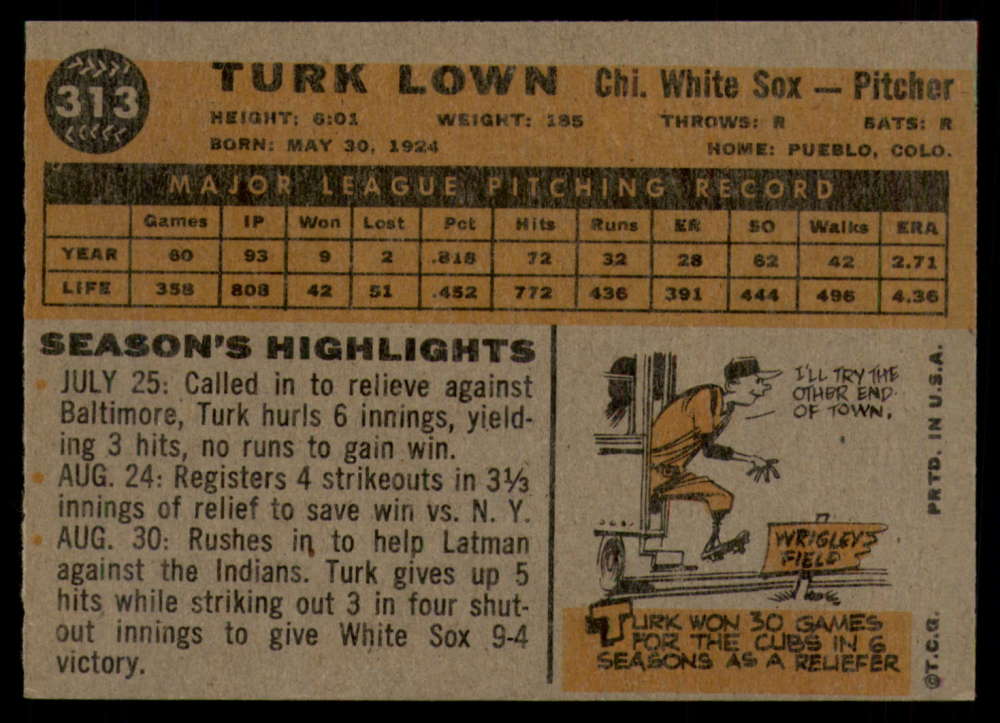 313
TURK LOWN Chi. White Sox — Pitcher
HEIGHT: 6:01 WEIGHT: 185 THROWS: R BATS: R
BORN: MAY 30, 1924 HOME: PUEBLO, COLO.
MAJOR LEAGUE PITCHING RECORD
Games IP Won Lost Pct Hits Runs ER SO Walks ERA
YEAR 60 93 9 2 .818 72 32 28 62 42 2.71
LIFE 358 808 42 51 .452 772 436 391 444 496 4.36
SEASON'S HIGHLIGHTS
• JULY 25: Called in to relieve against
Baltimore, Turk hurls 6 innings, yield-
ing 3 hits, no runs to gain win.
• AUG. 24: Registers 4 strikeouts in 3⅓
innings of relief to save win vs. N. Y.
• AUG. 30: Rushes in to help Latman
against the Indians. Turk gives up 5
hits while striking out 3 in four shut-
out innings to give White Sox 9-4
victory.
I'LL TRY THE
OTHER END
OF TOWN.
WRIGLEY
FIELD
TURK WON 30 GAMES
FOR THE CUBS IN 6
SEASONS AS A RELIEFER
©T.C.G. PRTD. IN U.S.A.